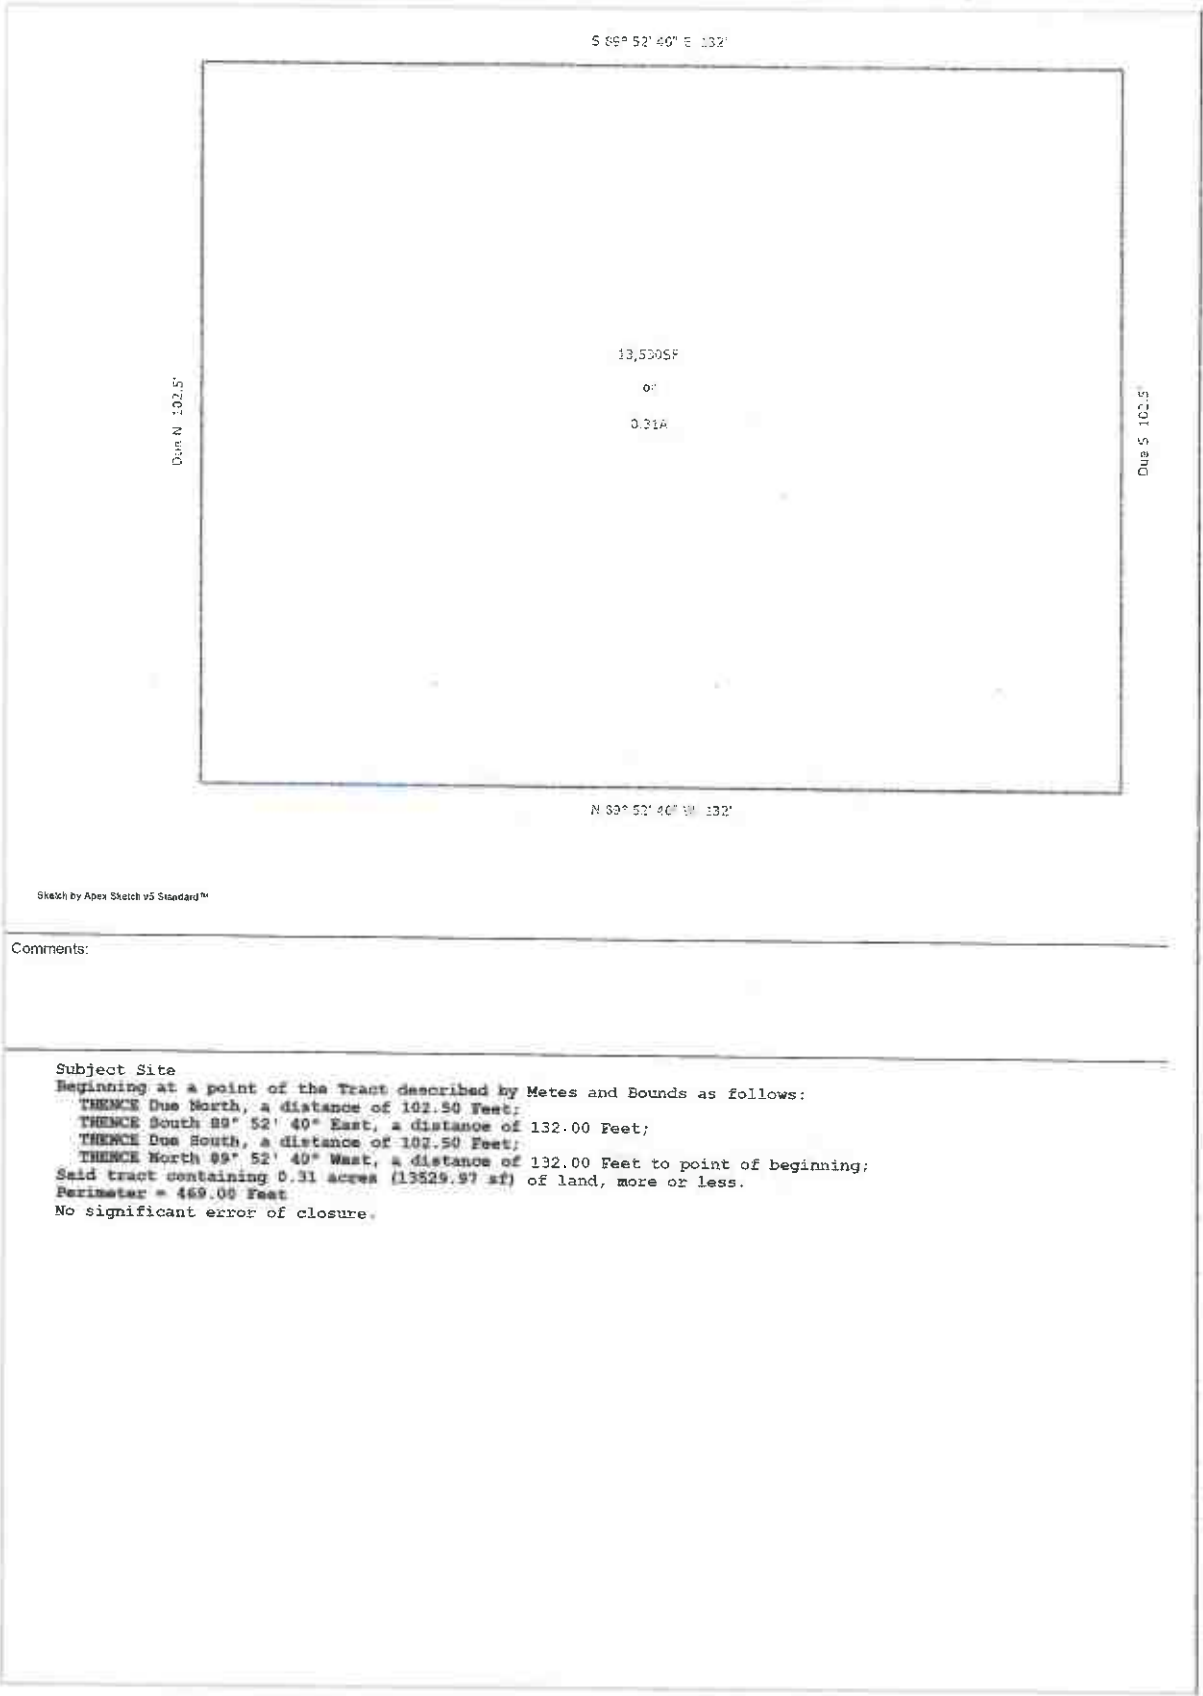 S 89° 52' 40" E 132'
Due N 102.5'
13,530SF
or
0.31A
Due S 102.5'
N 89° 52' 40" W 132'
Sketch by Apex Sketch v5 Standard™
Comments:
Subject Site
Beginning at a point of the Tract described by Metes and Bounds as follows:
THENCE Due North, a distance of 102.50 Feet;
THENCE South 89° 52' 40" East, a distance of 132.00 Feet;
THENCE Due South, a distance of 102.50 Feet;
THENCE North 89° 52' 40" West, a distance of 132.00 Feet to point of beginning;
Said tract containing 0.31 acres (13529.97 sf) of land, more or less.
Perimeter = 469.00 Feet
No significant error of closure.